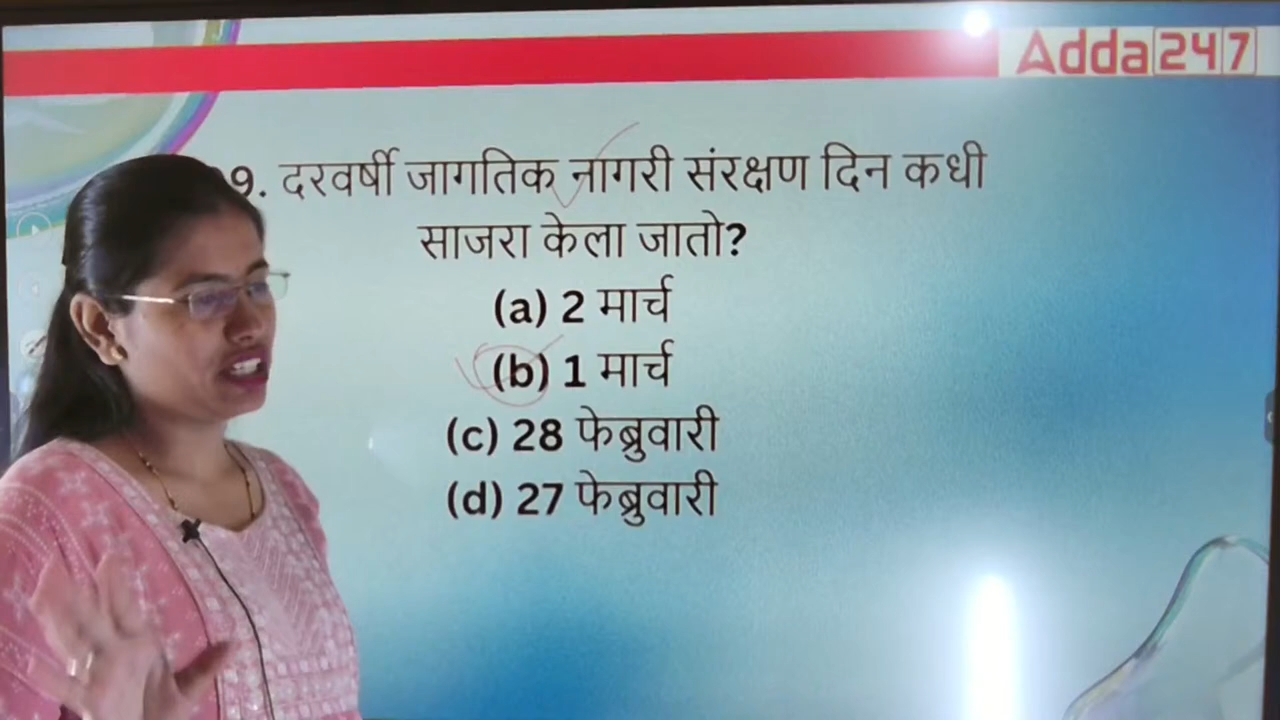 Adda247
9. दरवर्षी जागतिक नागरी संरक्षण दिन कधी
साजरा केला जातो?
(a) 2 मार्च
(b) 1 मार्च
(c) 28 फेब्रुवारी
(d) 27 फेब्रुवारी